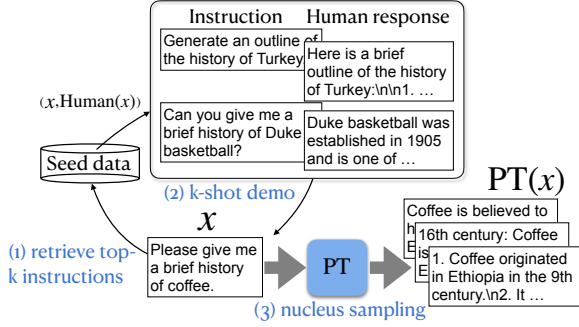 Instruction Human response
Generate an outline of
the history of Turkey
Here is a brief
outline of the history
of Turkey:\n\n1. …
(x,Human(x))
Can you give me a
brief history of Duke
basketball?
Duke basketball was
established in 1905
and is one of …
Seed data
(2) k-shot demo
PT(x)
x
(1) retrieve top-
k instructions
Please give me
a brief history
of coffee.
PT
Coffee is believed to
h
E
16th century: Coffee
is
E
1. Coffee originated
in Ethiopia in the 9th
century.\n2. It …
(3) nucleus sampling